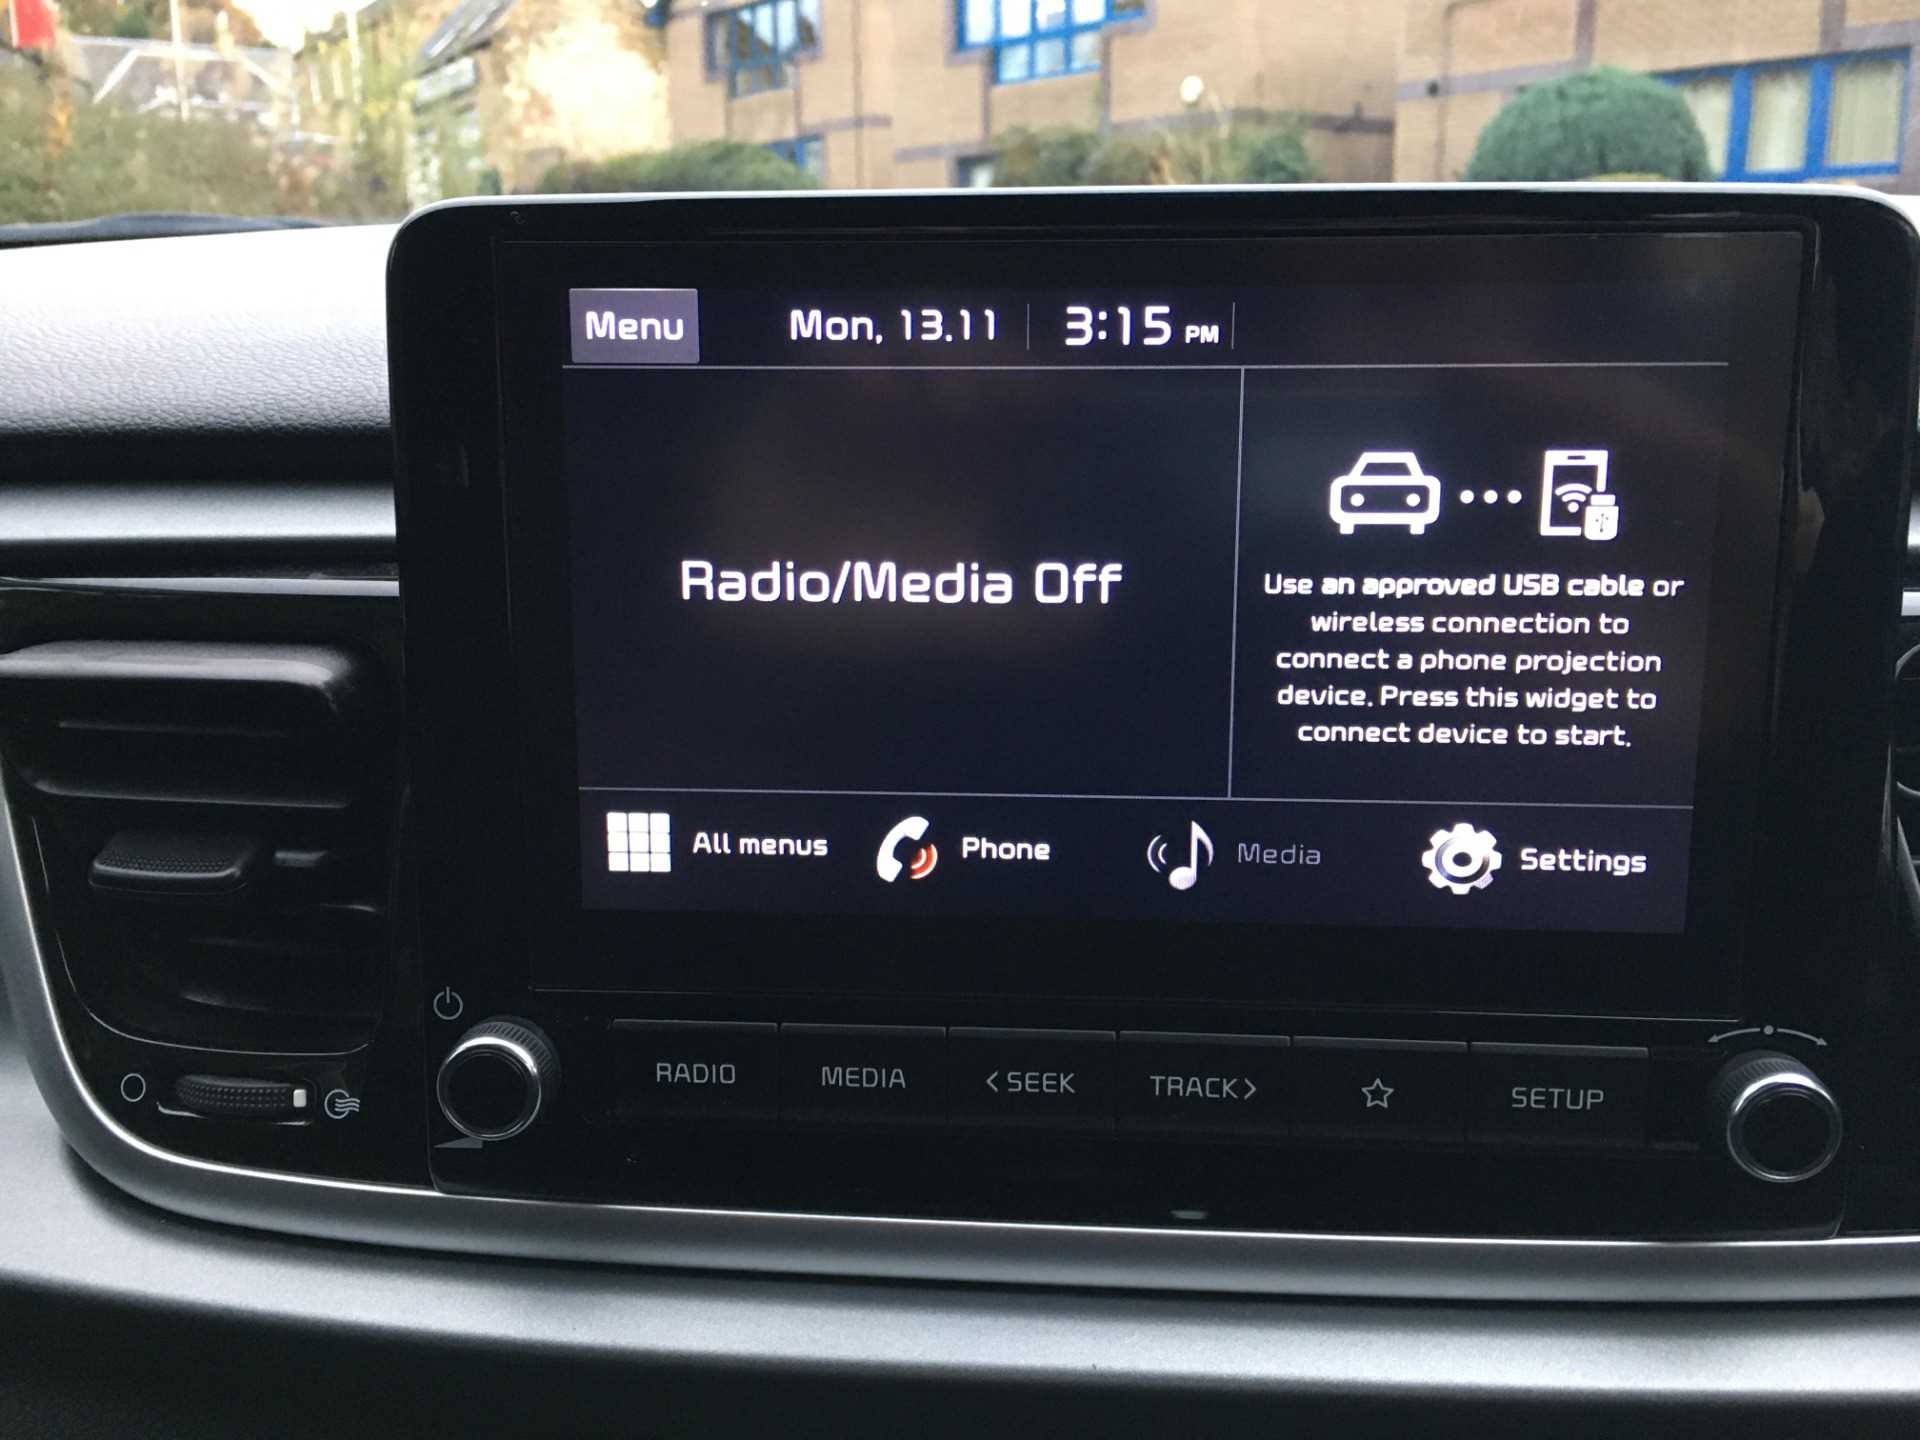 Menu Mon, 13.11 3:15 PM
Radio/Media Off
Use an approved USB cable or
wireless connection to
connect a phone projection
device. Press this widget to
connect device to start.
All menus Phone Media Settings
RADIO MEDIA <SEEK TRACK> SETUP